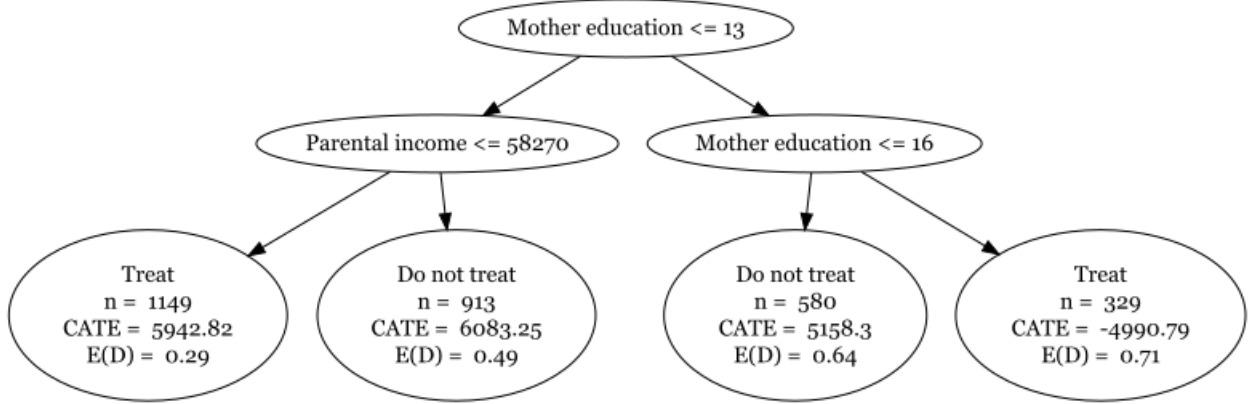 Mother education <= 13
Parental income <= 58270
Mother education <= 16
Treat
n = 1149
CATE = 5942.82
E(D) = 0.29
Do not treat
n = 913
CATE = 6083.25
E(D) = 0.49
Do not treat
n = 580
CATE = 5158.3
E(D) = 0.64
Treat
n = 329
CATE = -4990.79
E(D) = 0.71